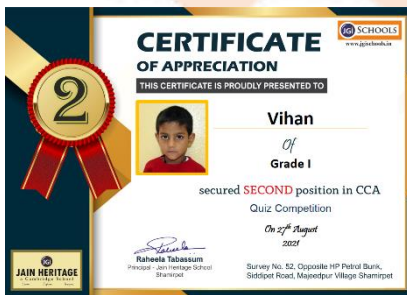 CERTIFICATE
OF APPRECIATION
THIS CERTIFICATE IS PROUDLY PRESENTED TO
JGI SCHOOLS
www.jgischools.in
2
Vihan
Of
Grade I
secured SECOND position in CCA
Quiz Competition
On 27th August
2021
Raheela Tabassum
Principal - Jain Heritage School
Shamirpet
Survey No. 52, Opposite HP Petrol Bunk,
Siddipet Road, Majeedpur Village Shamirpet
JGI
JAIN HERITAGE
a Cambridge School